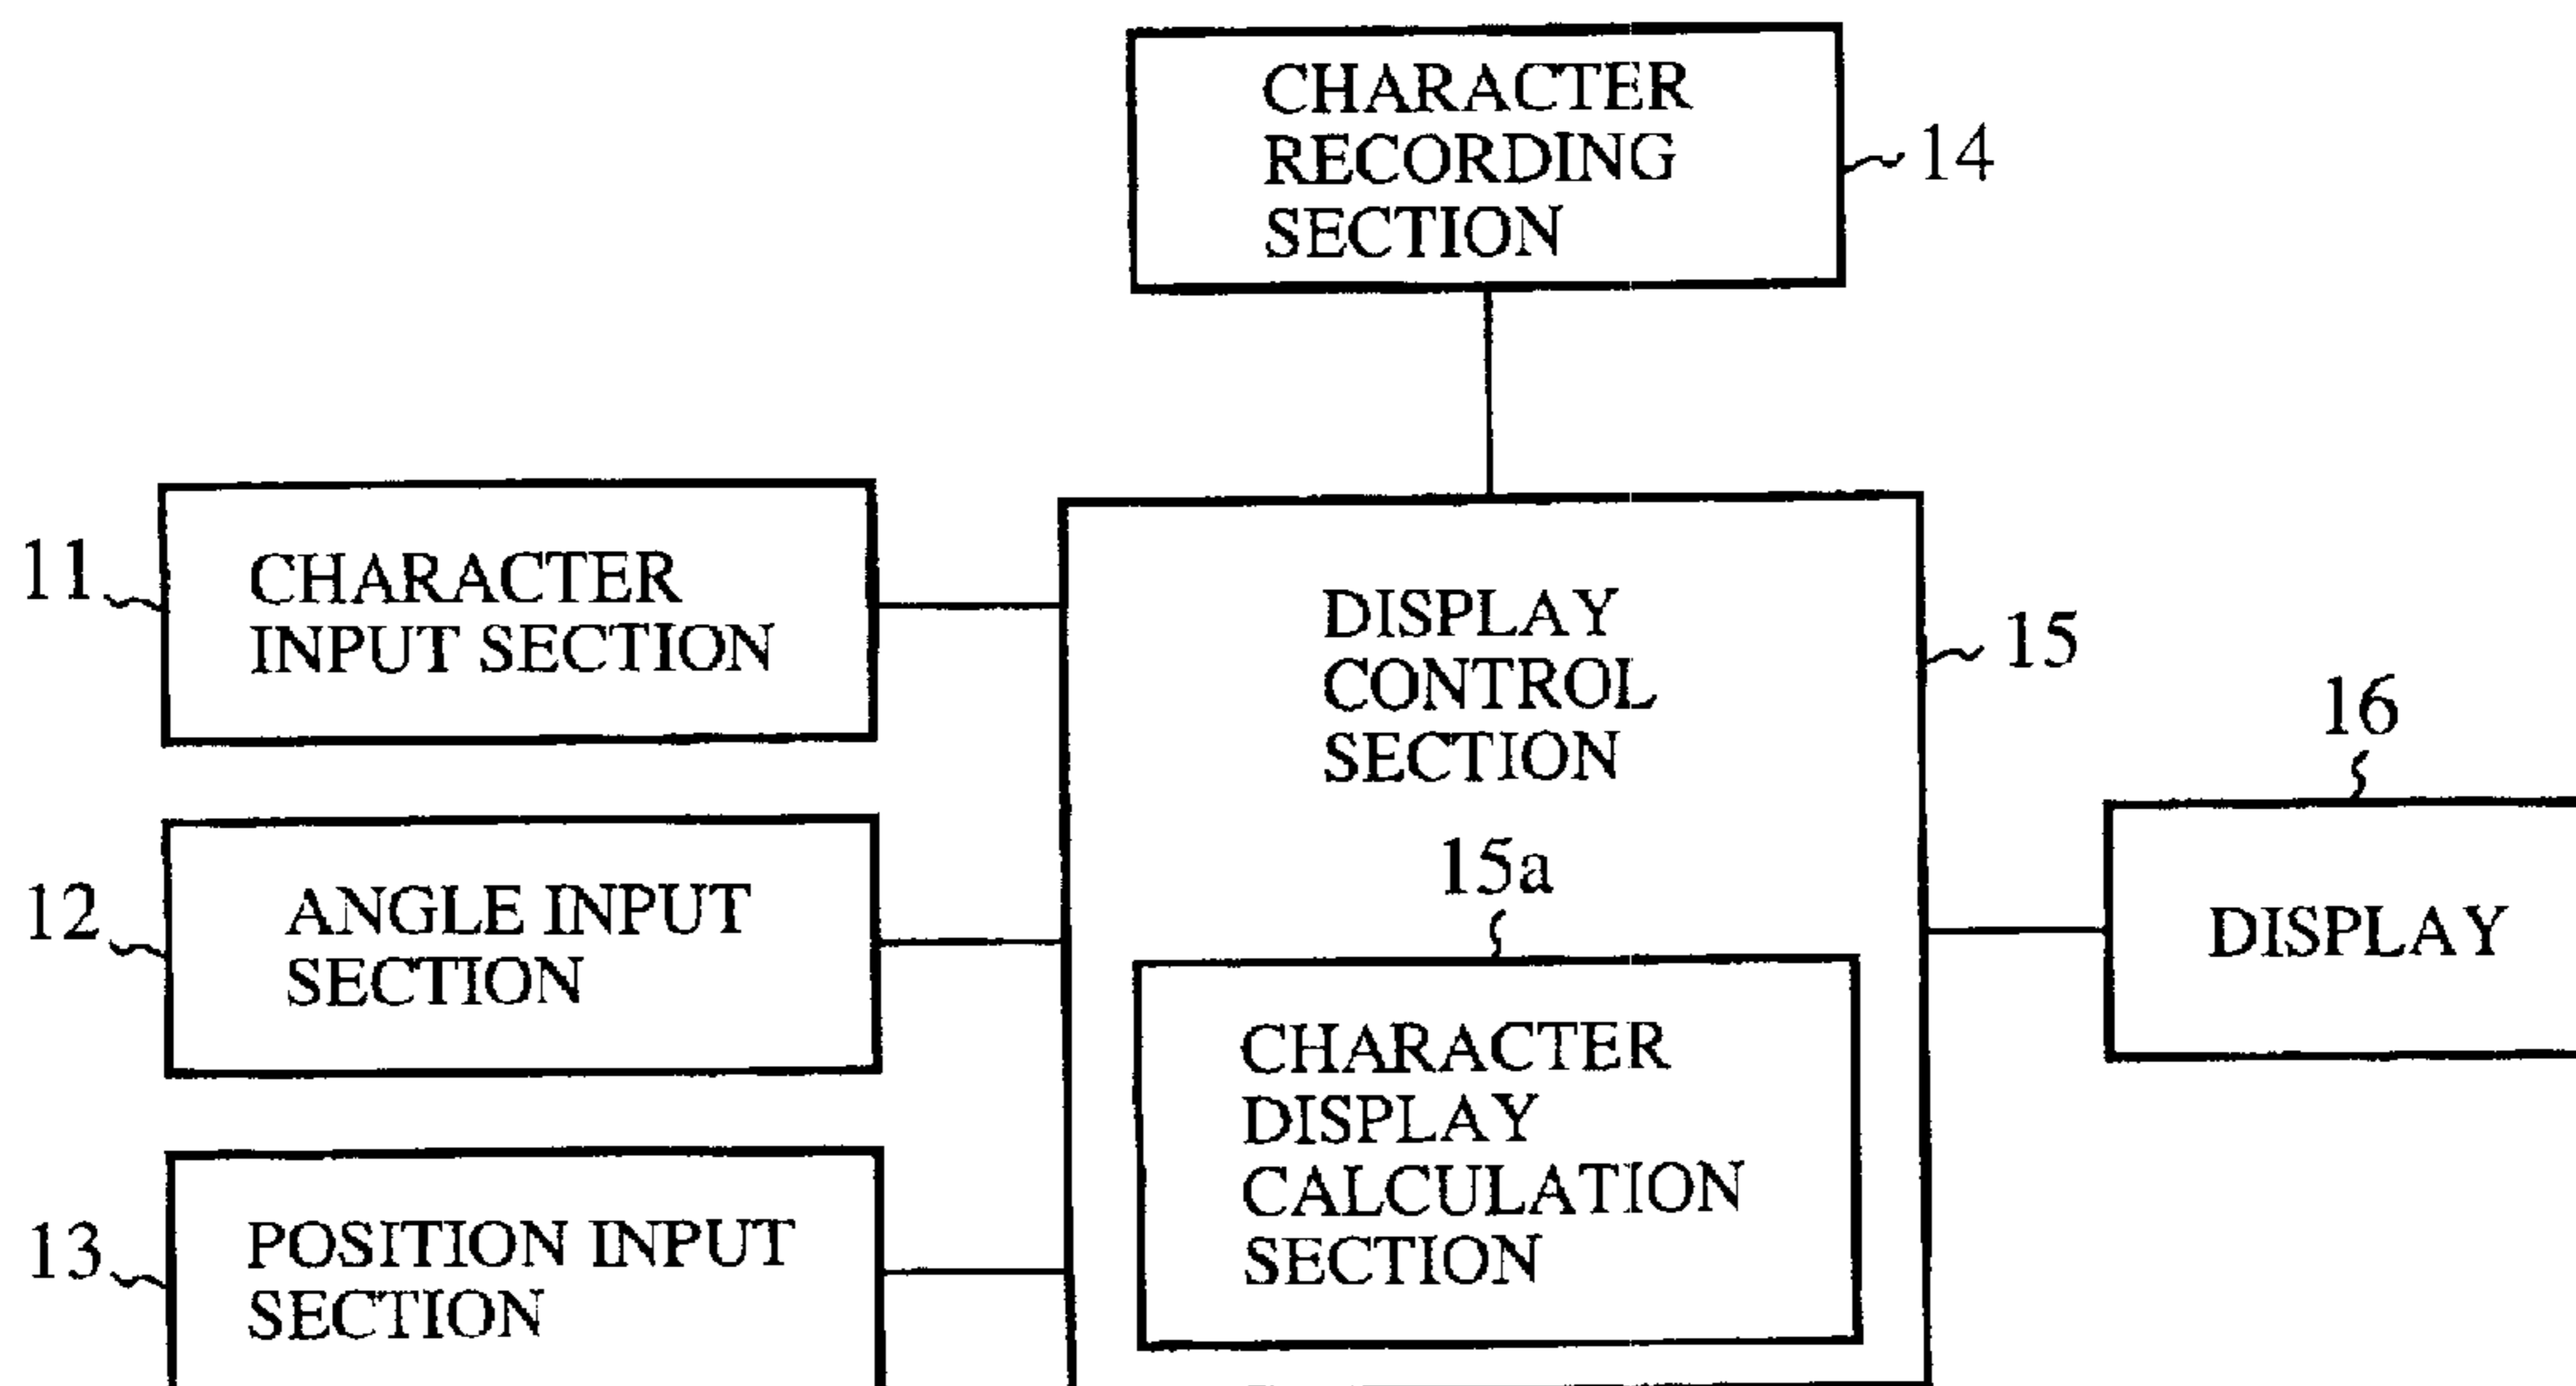 CHARACTER
RECORDING
SECTION
14
11
CHARACTER
INPUT SECTION
DISPLAY
CONTROL
SECTION
15
16
12
ANGLE INPUT
SECTION
15a
DISPLAY
CHARACTER
DISPLAY
CALCULATION
SECTION
13
POSITION INPUT
SECTION